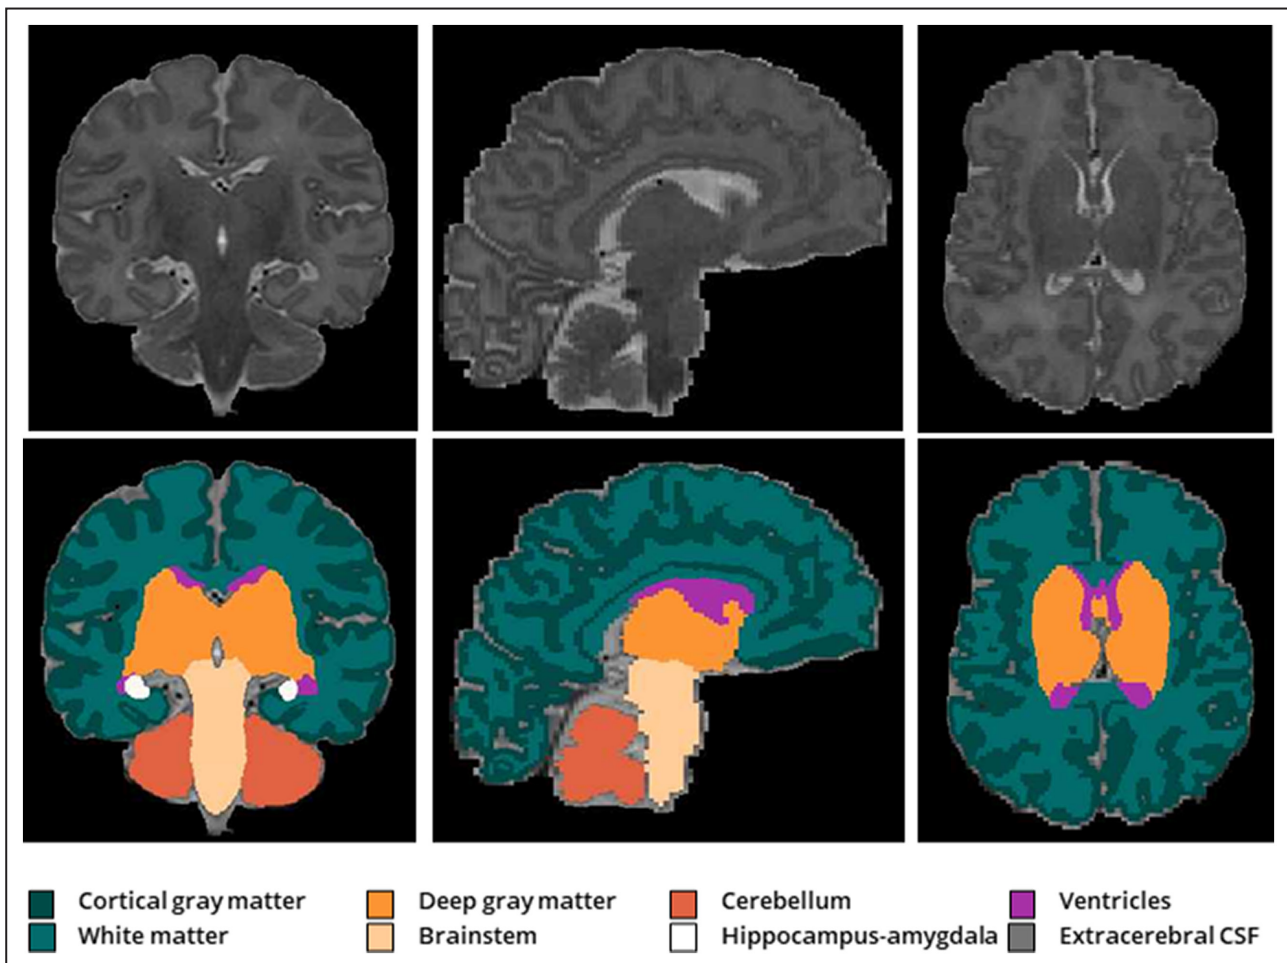 Cortical gray matter Deep gray matter Cerebellum Ventricles
White matter Brainstem Hippocampus-amygdala Extracerebral CSF